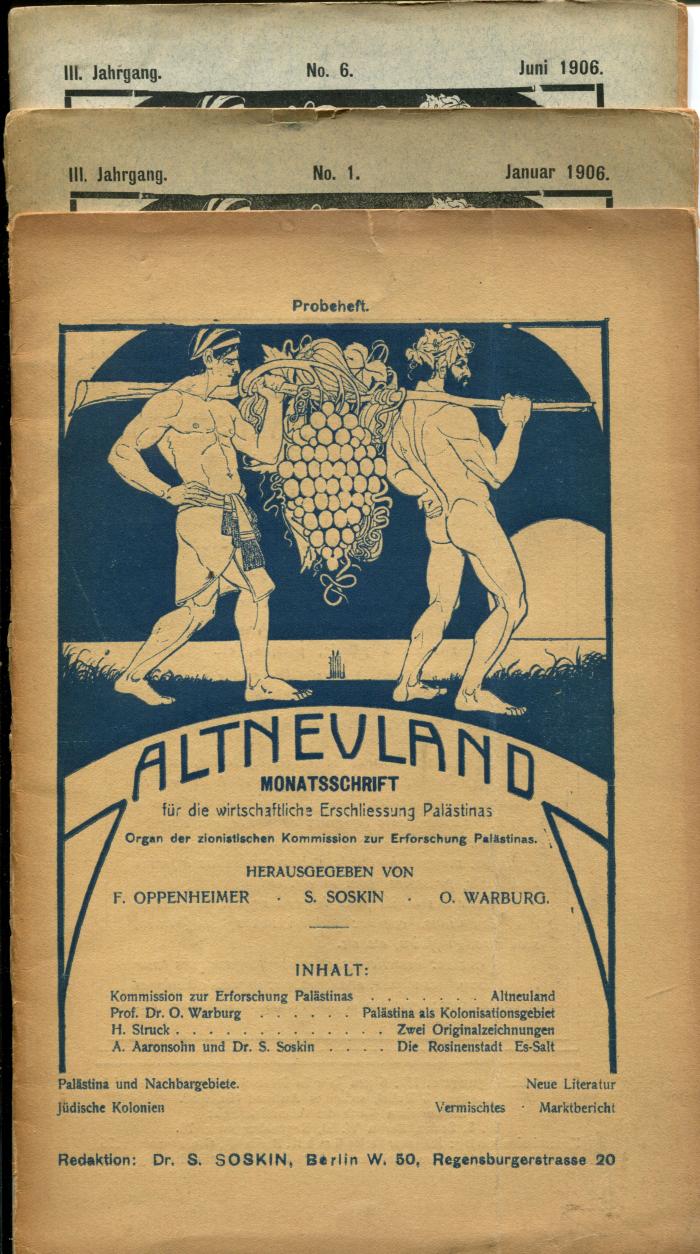 III. Jahrgang. No. 6. Juni 1906.
III. Jahrgang. No. 1. Januar 1906.
Probeheft.
ALTNEVLAND
MONATSSCHRIFT
für die wirtschaftliche Erschliessung Palästinas
Organ der zionistischen Kommission zur Erforschung Palästinas.
HERAUSGEGEBEN VON
F. OPPENHEIMER · S. SOSKIN · O. WARBURG.
INHALT:
Kommission zur Erforschung Palästinas . . . . . . . Altneuland
Prof. Dr. O. Warburg . . . . . . Palästina als Kolonisationsgebiet
H. Struck . . . . . . . . . . . . . Zwei Originalzeichnungen
A. Aaronsohn und Dr. S. Soskin . . . . Die Rosinenstadt Es-Salt
Palästina und Nachbargebiete. Neue Literatur
Jüdische Kolonien Vermischtes · Marktbericht
Redaktion: Dr. S. SOSKIN, Berlin W. 50, Regensburgerstrasse 20